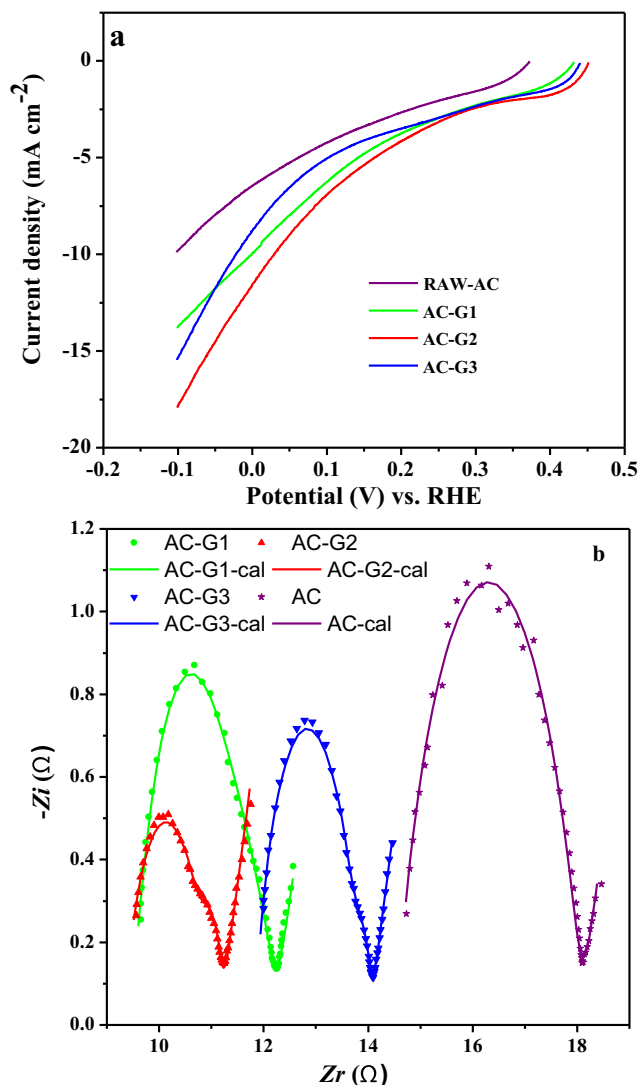 a
0
-5
-10
-15
-20
Current density (mA cm⁻²)
RAW-AC
AC-G1
AC-G2
AC-G3
-0.2 -0.1 0.0 0.1 0.2 0.3 0.4 0.5
Potential (V) vs. RHE
b
AC-G1 AC-G2
AC-G1-cal AC-G2-cal
AC-G3 AC
AC-G3-cal AC-cal
1.2
1.0
0.8
0.6
0.4
0.2
0.0
-Zi (Ω)
10 12 14 16 18
Zr (Ω)